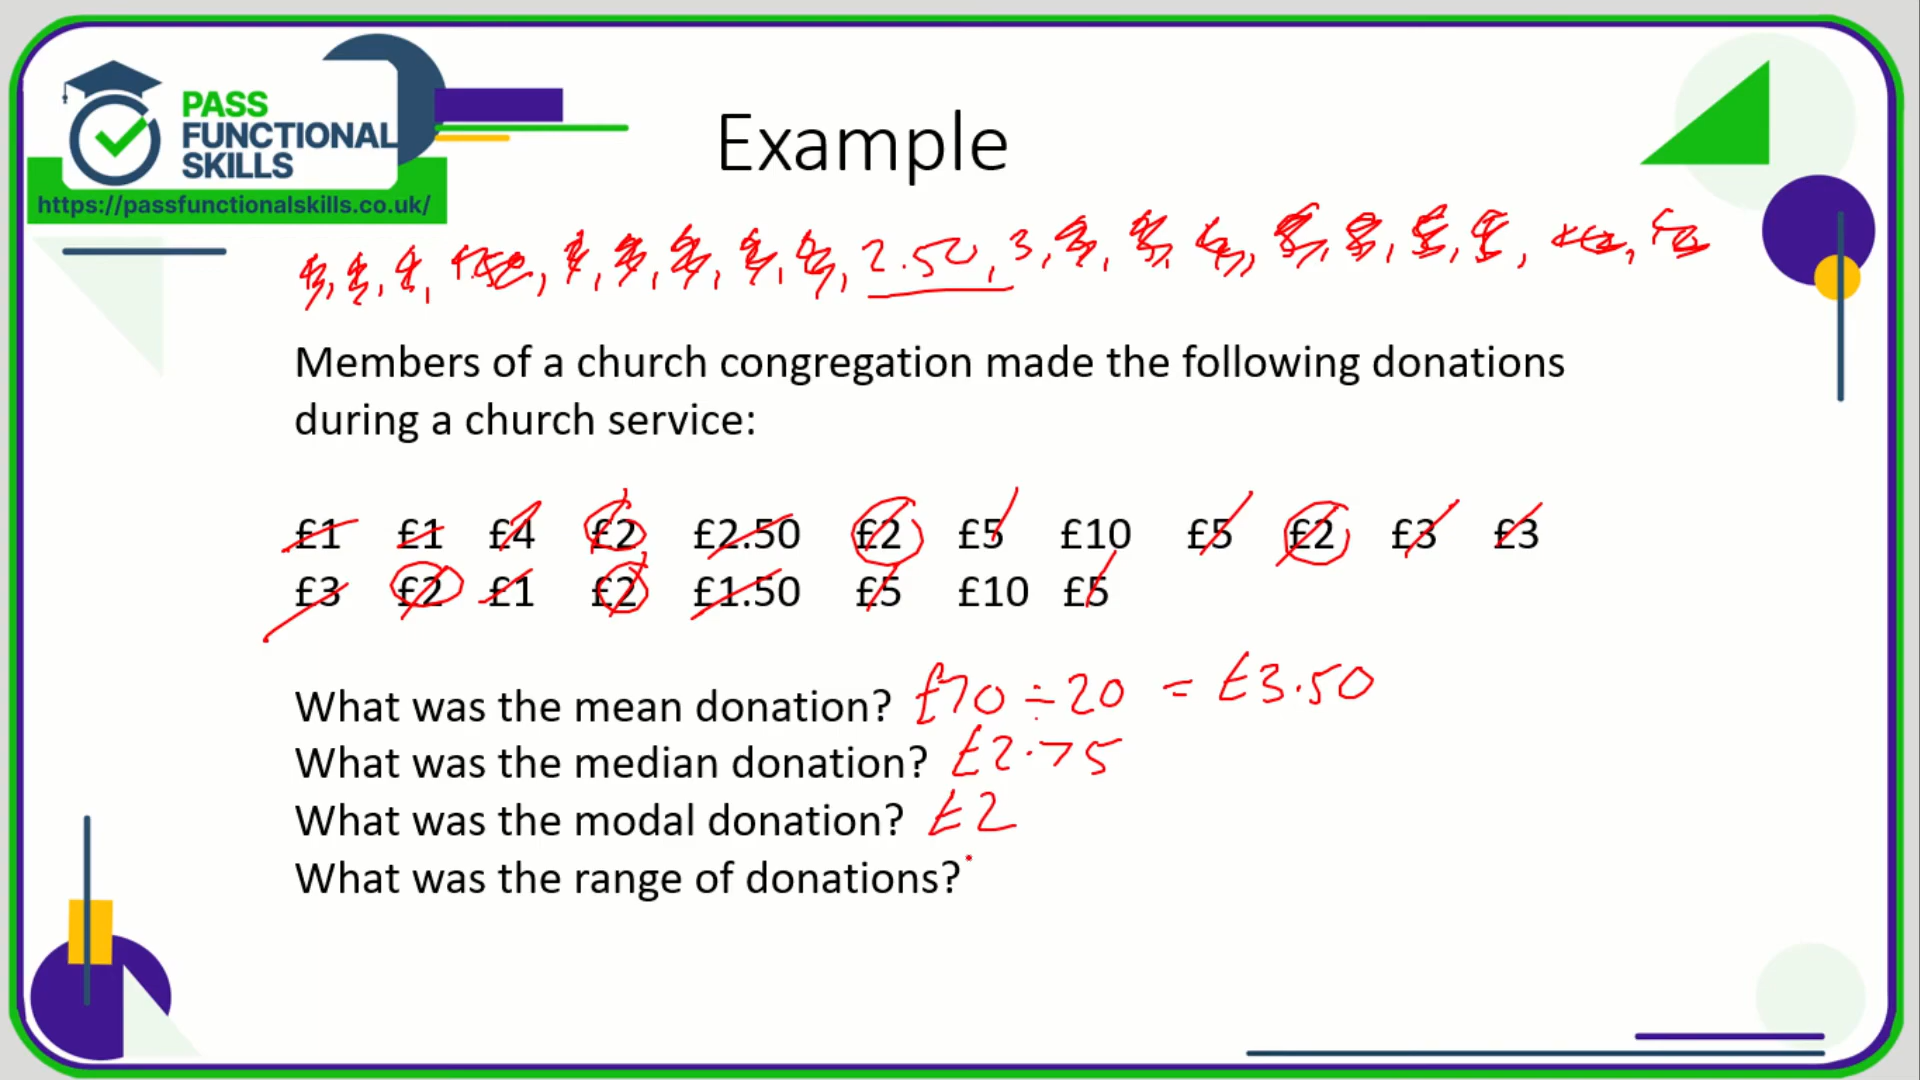 PASS
FUNCTIONAL
SKILLS
https://passfunctionalskills.co.uk/
Example
2.50, 3,
Members of a church congregation made the following donations
during a church service:
£1 £1 £4 £2 £2.50 £2 £5 £10 £5 £2 £3 £3
£3 £2 £1 £2 £1.50 £5 £10 £5
What was the mean donation? £70 ÷ 20 = £3.50
What was the median donation? £2.75
What was the modal donation? £2
What was the range of donations?